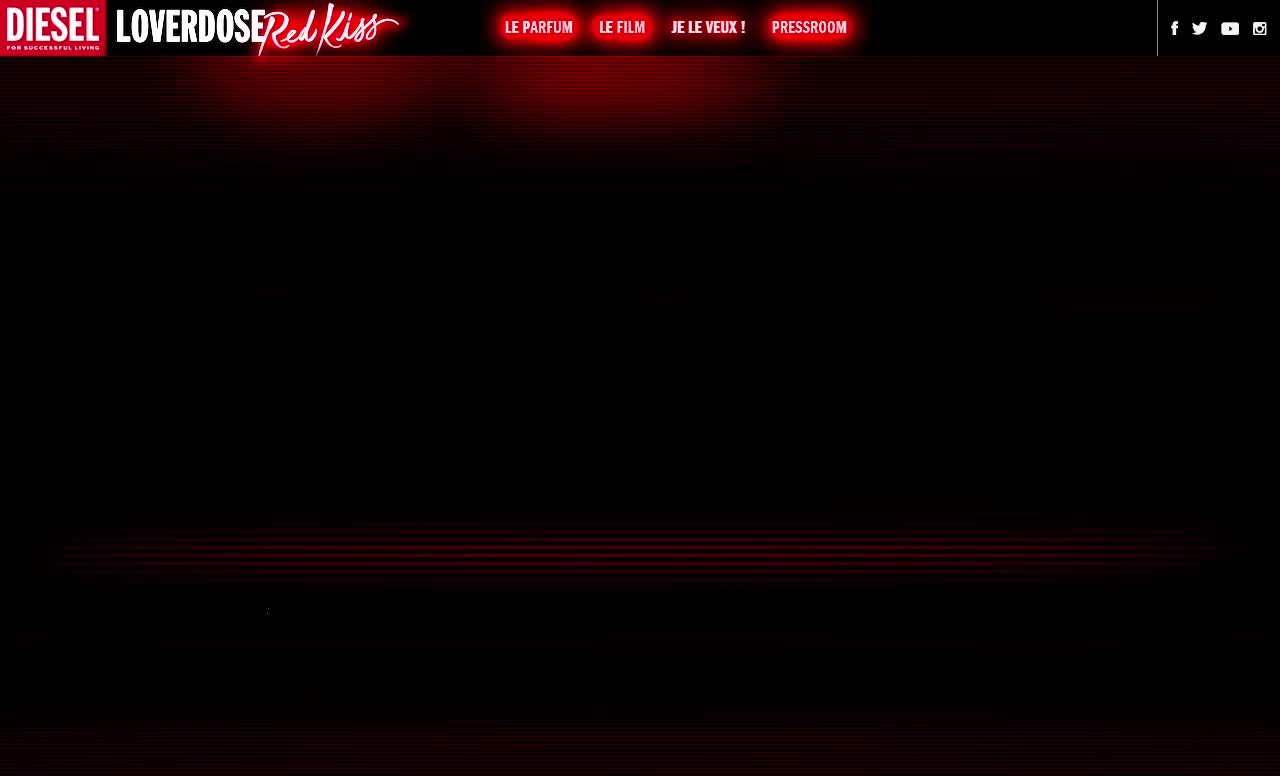 DIESEL
FOR SUCCESSFUL LIVING
LOVERDOSE Red Kiss
LE PARFUM
LE FILM
JE LE VEUX !
PRESSROOM